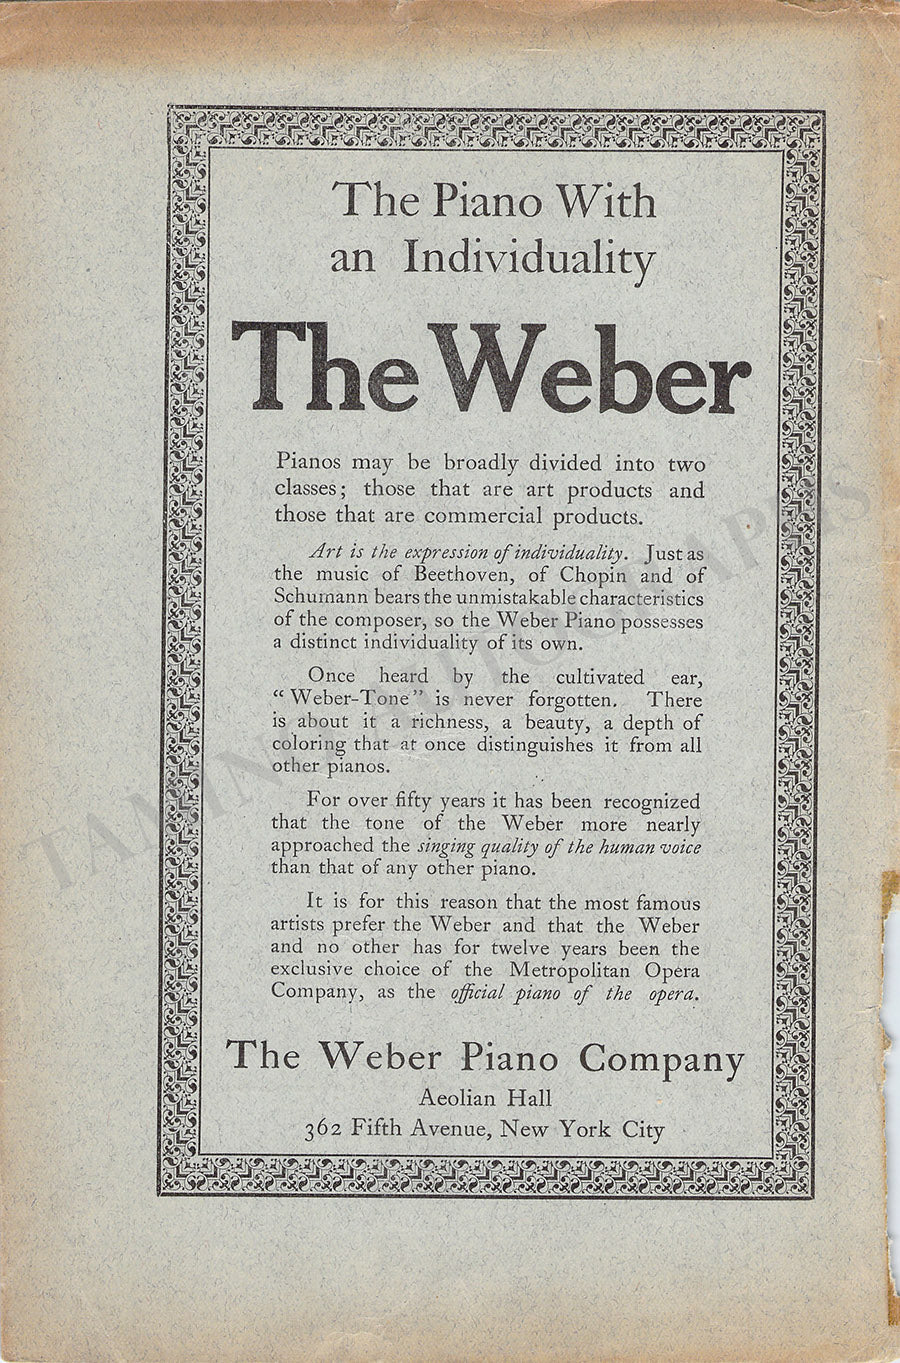 The Piano With
an Individuality
The Weber
Pianos may be broadly divided into two
classes; those that are art products and
those that are commercial products.
Art is the expression of individuality. Just as
the music of Beethoven, of Chopin and of
Schumann bears the unmistakable characteristics
of the composer, so the Weber Piano possesses
a distinct individuality of its own.
Once heard by the cultivated ear,
"Weber-Tone" is never forgotten. There
is about it a richness, a beauty, a depth of
coloring that at once distinguishes it from all
other pianos.
For over fifty years it has been recognized
that the tone of the Weber more nearly
approached the singing quality of the human voice
than that of any other piano.
It is for this reason that the most famous
artists prefer the Weber and that the Weber
and no other has for twelve years been the
exclusive choice of the Metropolitan Opera
Company, as the official piano of the opera.
The Weber Piano Company
Aeolian Hall
362 Fifth Avenue, New York City
TAMINO AUTOGRAPHS